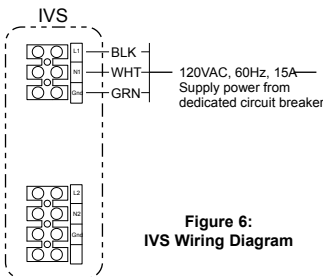 IVS
L1 BLK
N1 WHT
Gnd GRN
120VAC, 60Hz, 15A
Supply power from
dedicated circuit breaker
L2
N2
Gnd
Figure 6:
IVS Wiring Diagram